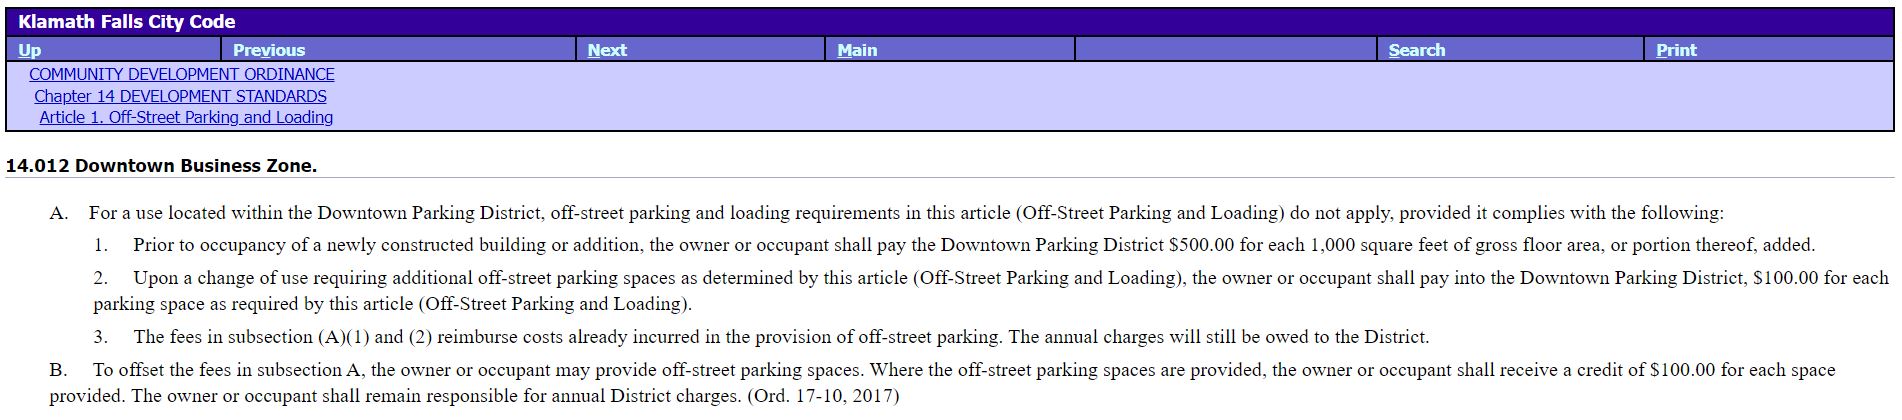 Klamath Falls City Code
Up Previous Next Main Search Print
COMMUNITY DEVELOPMENT ORDINANCE
Chapter 14 DEVELOPMENT STANDARDS
Article 1. Off-Street Parking and Loading
14.012 Downtown Business Zone.
A. For a use located within the Downtown Parking District, off-street parking and loading requirements in this article (Off-Street Parking and Loading) do not apply, provided it complies with the following:
1. Prior to occupancy of a newly constructed building or addition, the owner or occupant shall pay the Downtown Parking District $500.00 for each 1,000 square feet of gross floor area, or portion thereof, added.
2. Upon a change of use requiring additional off-street parking spaces as determined by this article (Off-Street Parking and Loading), the owner or occupant shall pay into the Downtown Parking District, $100.00 for each
parking space as required by this article (Off-Street Parking and Loading).
3. The fees in subsection (A)(1) and (2) reimburse costs already incurred in the provision of off-street parking. The annual charges will still be owed to the District.
B. To offset the fees in subsection A, the owner or occupant may provide off-street parking spaces. Where the off-street parking spaces are provided, the owner or occupant shall receive a credit of $100.00 for each space
provided. The owner or occupant shall remain responsible for annual District charges. (Ord. 17-10, 2017)